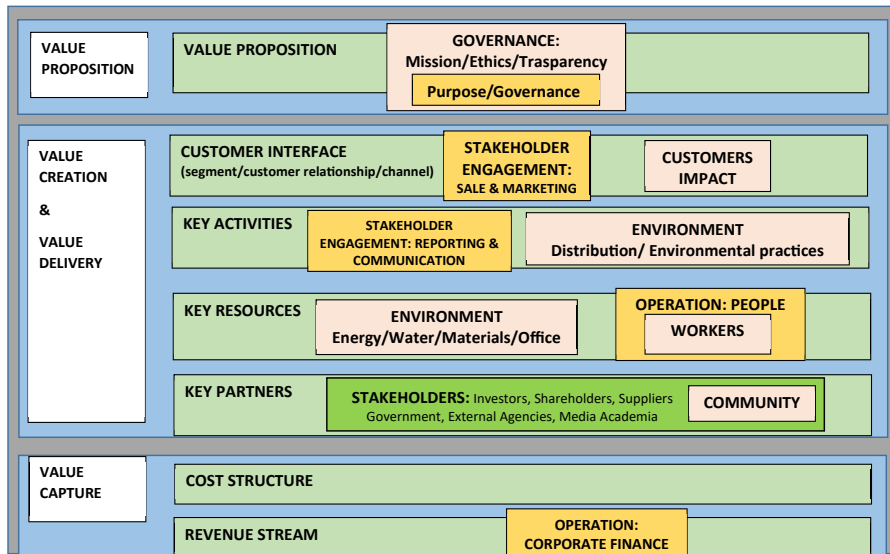 VALUE
PROPOSITION
VALUE PROPOSITION
GOVERNANCE:
Mission/Ethics/Trasparency
Purpose/Governance
VALUE
CREATION
&
VALUE
DELIVERY
CUSTOMER INTERFACE
(segment/customer relationship/channel)
STAKEHOLDER
ENGAGEMENT:
SALE & MARKETING
CUSTOMERS
IMPACT
KEY ACTIVITIES
STAKEHOLDER
ENGAGEMENT: REPORTING &
COMMUNICATION
ENVIRONMENT
Distribution/ Environmental practices
KEY RESOURCES
ENVIRONMENT
Energy/Water/Materials/Office
OPERATION: PEOPLE
WORKERS
KEY PARTNERS
STAKEHOLDERS: Investors, Shareholders, Suppliers
Government, External Agencies, Media Academia
COMMUNITY
VALUE
CAPTURE
COST STRUCTURE
REVENUE STREAM
OPERATION:
CORPORATE FINANCE